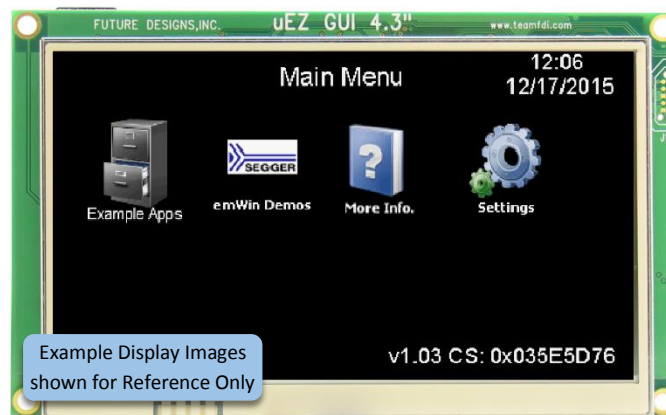 FUTURE DESIGNS,INC.
uEZ GUI 4.3"
www.teamfdi.com
Main Menu
12:06
12/17/2015
?
SEGGER
Example Apps
emWin Demos
More Info.
Settings
Example Display Images
shown for Reference Only
v1.03 CS: 0x035E5D76